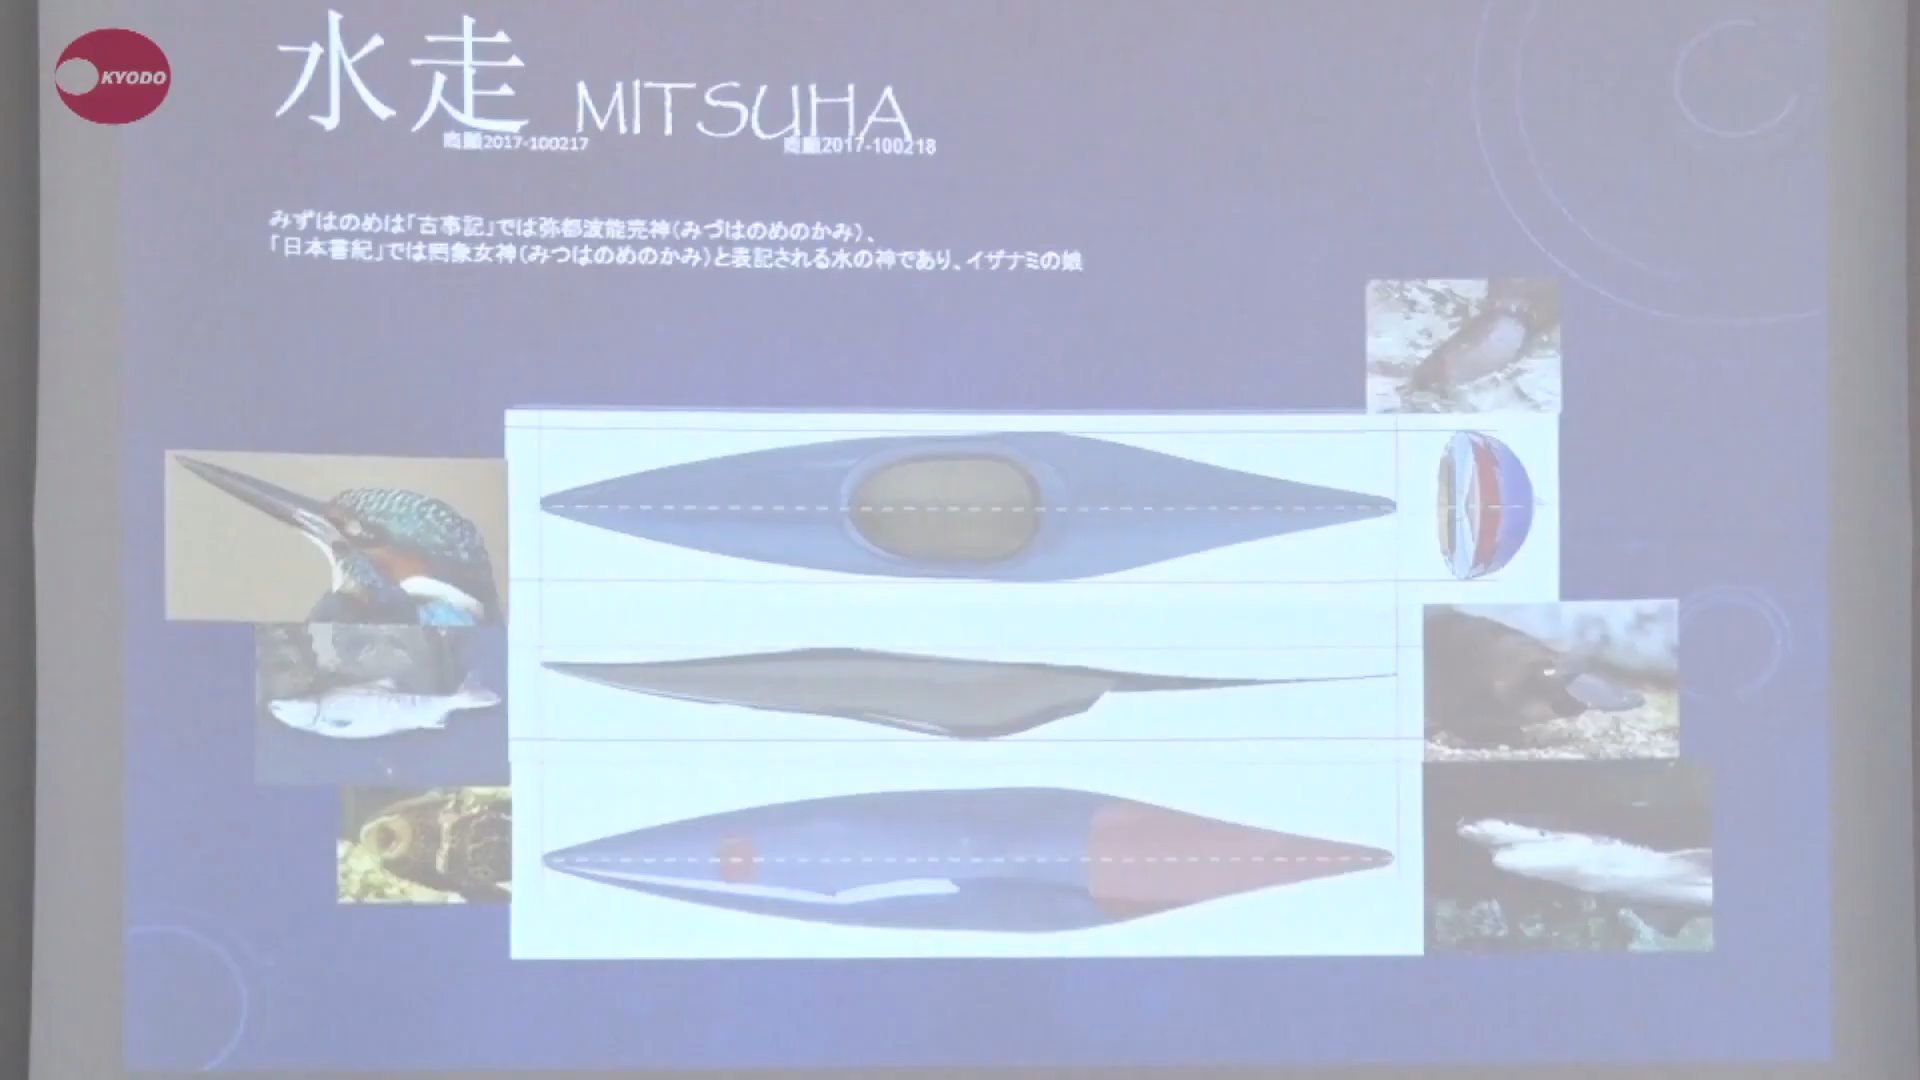 KYODO
水走 MITSUHA
商願2017-100217 商願2017-100218
みずはのめは「古事記」では弥都波能売神(みづはのめのかみ)、
「日本書紀」では罔象女神(みつはのめのかみ)と表記される水の神であり、イザナミの娘